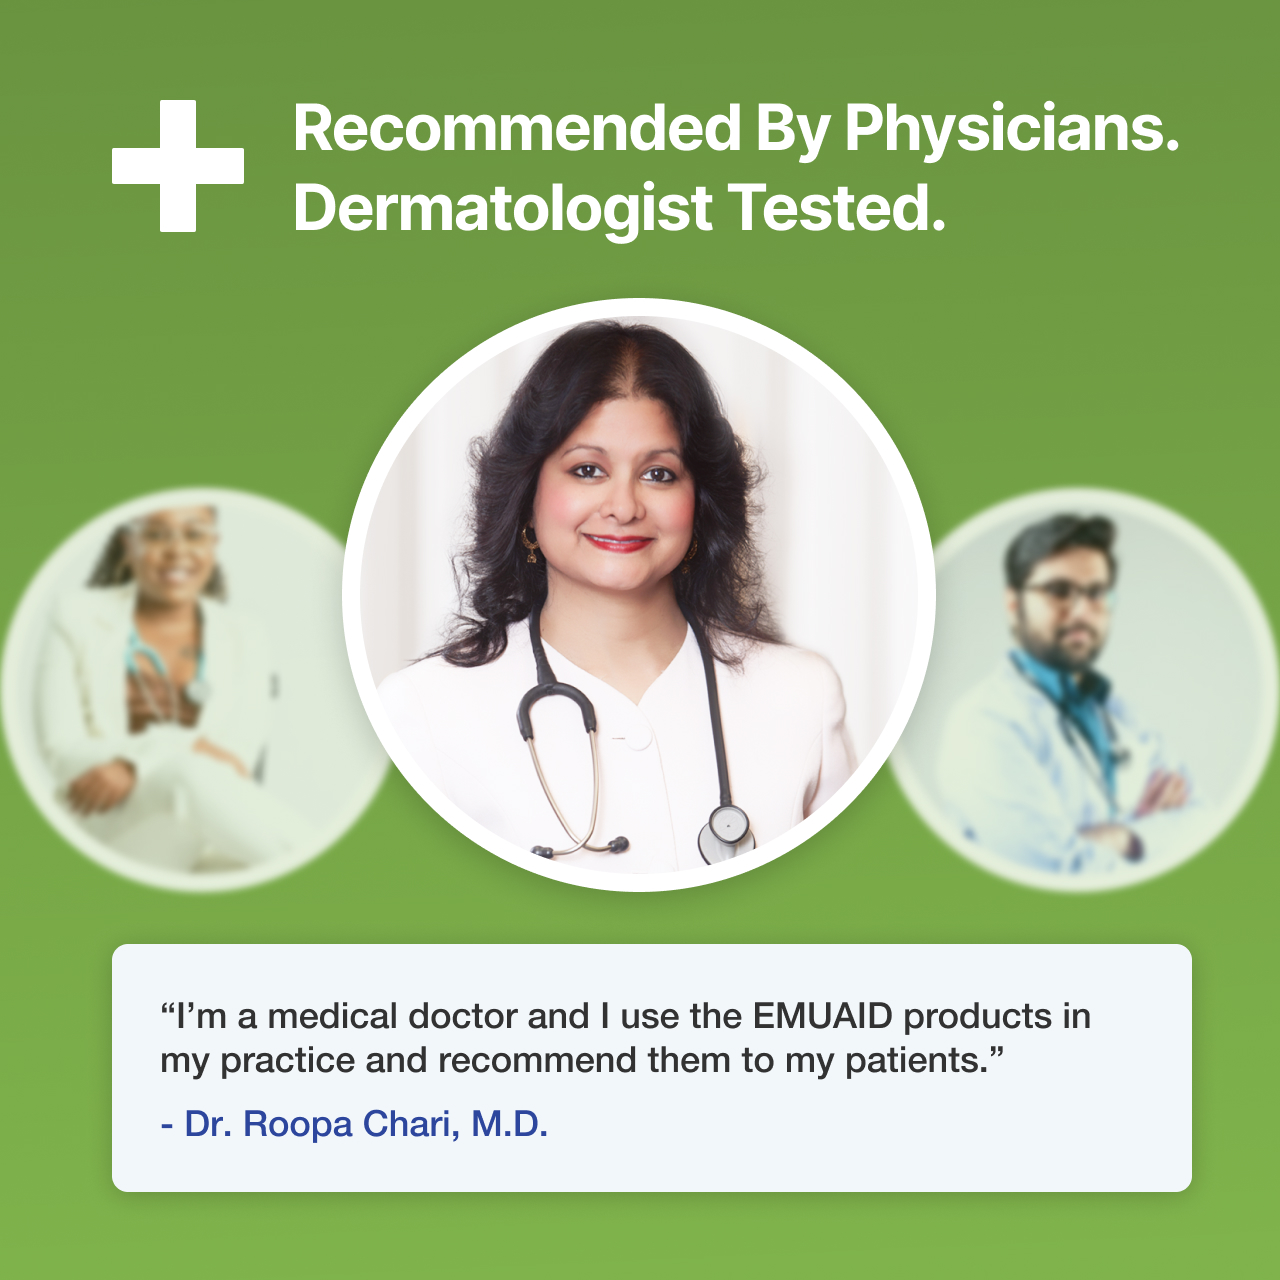 Recommended By Physicians.
Dermatologist Tested.
“I’m a medical doctor and I use the EMUAID products in
my practice and recommend them to my patients.”
- Dr. Roopa Chari, M.D.